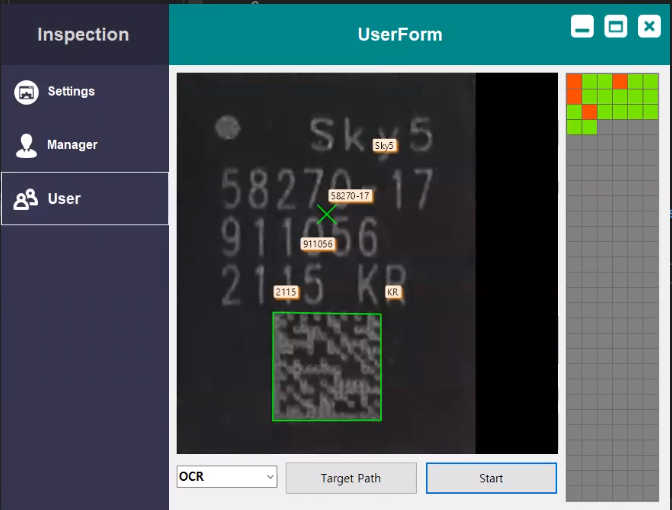 Inspection
UserForm
Settings
Manager
User
Sky5
Sky5
58270-17
58270-17
911056
911056
2115 KR
2115
KR
OCR
Target Path
Start